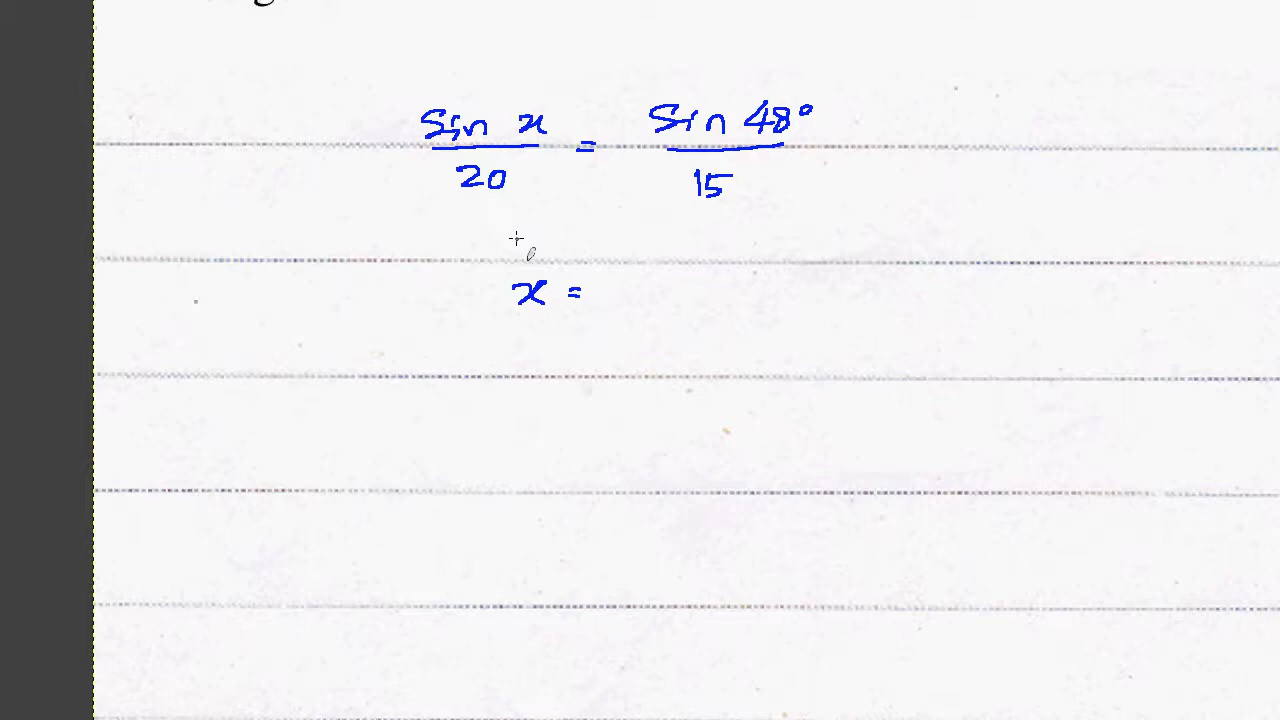 sin x / 20 = sin 48° / 15
x =